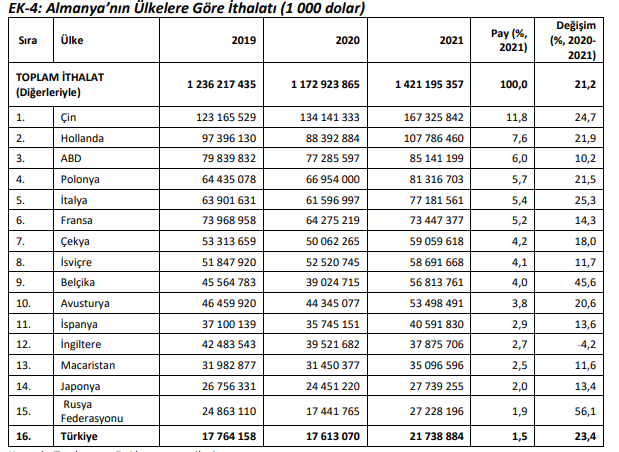 EK-4: Almanya’nın Ülkelere Göre İthalatı (1 000 dolar)
Sıra Ülke 2019 2020 2021 Pay (%, 2021) Değişim (%, 2020-2021)
TOPLAM İTHALAT (Diğerleriyle) 1 236 217 435 1 172 923 865 1 421 195 357 100,0 21,2
1. Çin 123 165 529 134 141 333 167 325 842 11,8 24,7
2. Hollanda 97 396 130 88 392 884 107 786 460 7,6 21,9
3. ABD 79 839 832 77 285 597 85 141 199 6,0 10,2
4. Polonya 64 435 078 66 954 000 81 316 703 5,7 21,5
5. İtalya 63 901 631 61 596 997 77 181 561 5,4 25,3
6. Fransa 73 968 958 64 275 219 73 447 377 5,2 14,3
7. Çekya 53 313 659 50 062 265 59 059 618 4,2 18,0
8. İsviçre 51 847 920 52 520 745 58 691 668 4,1 11,7
9. Belçika 45 564 783 39 024 715 56 813 761 4,0 45,6
10. Avusturya 46 459 920 44 345 077 53 498 491 3,8 20,6
11. İspanya 37 100 139 35 745 151 40 591 830 2,9 13,6
12. İngiltere 42 483 543 39 521 682 37 875 706 2,7 -4,2
13. Macaristan 31 982 877 31 450 377 35 096 596 2,5 11,6
14. Japonya 26 756 331 24 451 220 27 739 255 2,0 13,4
15. Rusya Federasyonu 24 863 110 17 441 765 27 228 196 1,9 56,1
16. Türkiye 17 764 158 17 613 070 21 738 884 1,5 23,4